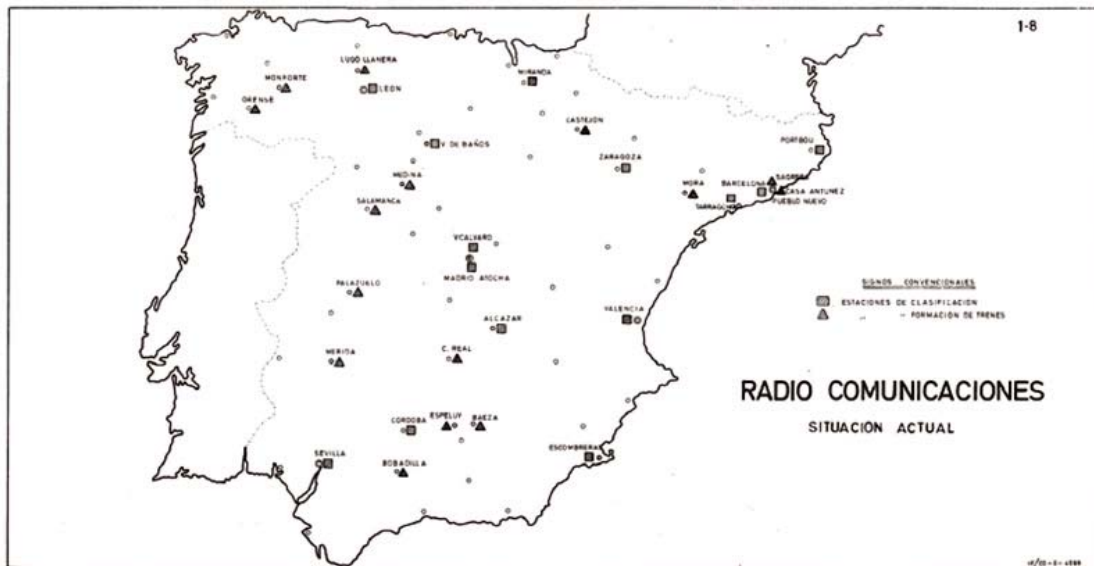 1-8
LUGO LLANERA
MONFORTE
LEON
ORENSE
MIRANDA
CASTEJON
V. DE BAÑOS
PORTBOU
ZARAGOZA
MEDINA
MORA
BARCELONA
SAGRERA
CASA ANTUNEZ
PUEBLO NUEVO
TARRAGONA
SALAMANCA
VCALVARO
MADRID ATOCHA
PALAZUELO
SIGNOS CONVENCIONALES
ESTACIONES DE CLASIFICACION
" " FORMACION DE TRENES
VALENCIA
ALCAZAR
MERIDA
C. REAL
RADIO COMUNICACIONES
SITUACION ACTUAL
CORDOBA
ESPELUY
BAEZA
ESCOMBRERAS
SEVILLA
BOBADILLA